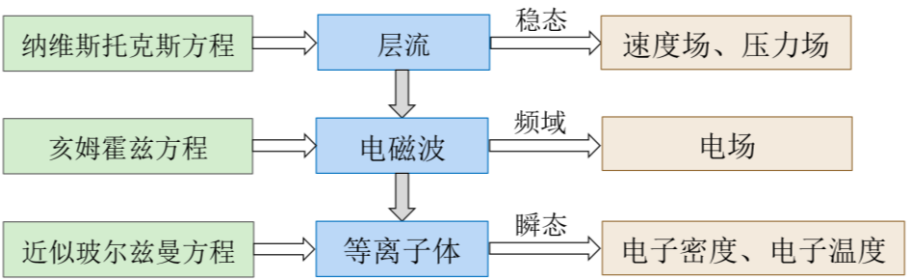 纳维斯托克斯方程
层流
稳态
速度场、压力场
亥姆霍兹方程
电磁波
频域
电场
近似玻尔兹曼方程
等离子体
瞬态
电子密度、电子温度